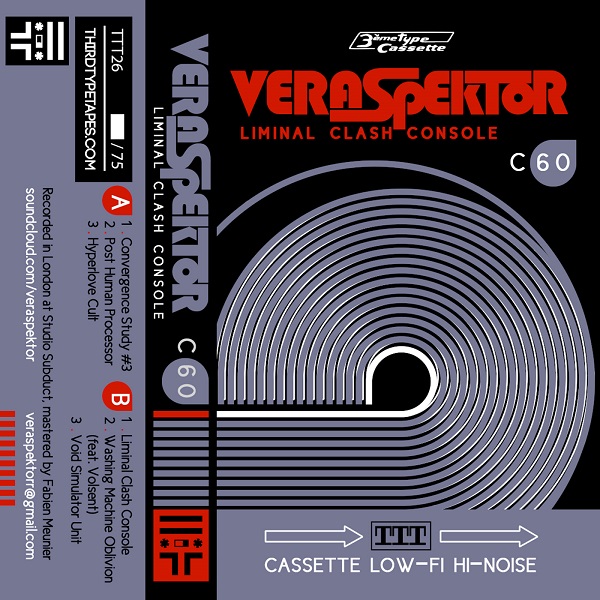 3ème Type
Cassette
VERASPEKTOR
LIMINAL CLASH CONSOLE
C60
TTT
CASSETTE LOW-FI HI-NOISE
VERASPEKTOR
LIMINAL CLASH CONSOLE
C60
TTT26 /75
THIRDTYPETAPES.COM
A
1. Convergence Study #3
2. Post Human Processor
3. Hyperlove Cult
B
1. Liminal Clash Console
2. Washing Machine Oblivion
(feat. Volsent)
3. Void Simulator Unit
Recorded in London at Studio Subduct, mastered by Fabien Meunier
soundcloud.com/veraspektor veraspektorr@gmail.com